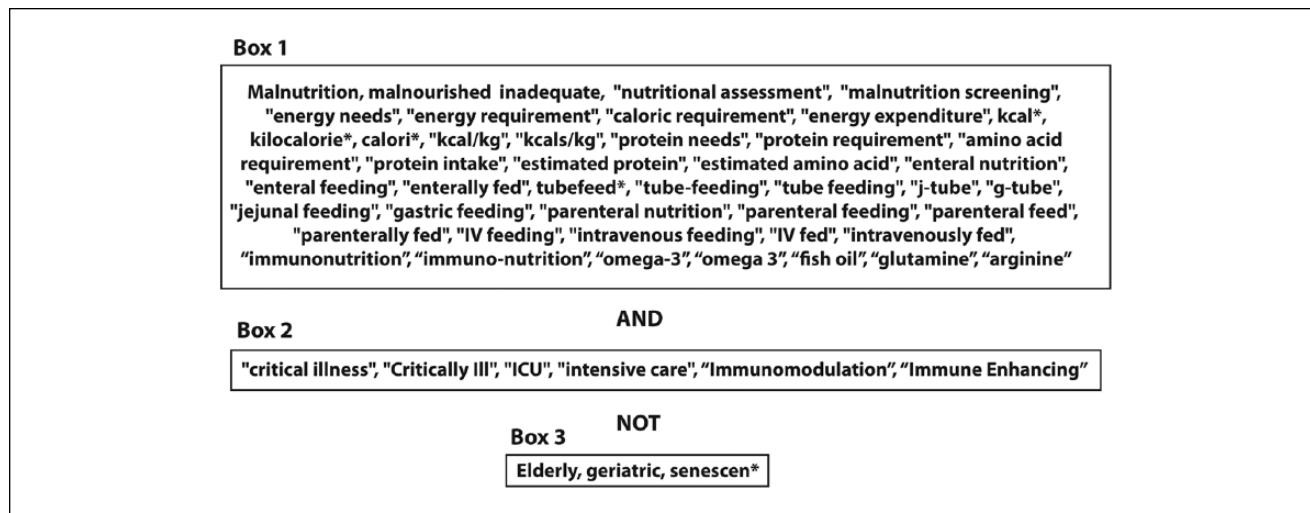 Box 1
Malnutrition, malnourished inadequate, "nutritional assessment", "malnutrition screening",
"energy needs", "energy requirement", "caloric requirement", "energy expenditure", kcal*,
kilocalorie*, calori*, "kcal/kg", "kcals/kg", "protein needs", "protein requirement", "amino acid
requirement", "protein intake", "estimated protein", "estimated amino acid", "enteral nutrition",
"enteral feeding", "enterally fed", tubefeed*, "tube-feeding", "tube feeding", "j-tube", "g-tube",
"jejunal feeding", "gastric feeding", "parenteral nutrition", "parenteral feeding", "parenteral feed",
"parenterally fed", "IV feeding", "intravenous feeding", "IV fed", "intravenously fed",
“immunonutrition”, “immuno-nutrition”, “omega-3”, “omega 3”, “fish oil”, “glutamine”, “arginine”
AND
Box 2
"critical illness", "Critically Ill", "ICU", "intensive care", “Immunomodulation”, “Immune Enhancing”
NOT
Box 3
Elderly, geriatric, senescen*